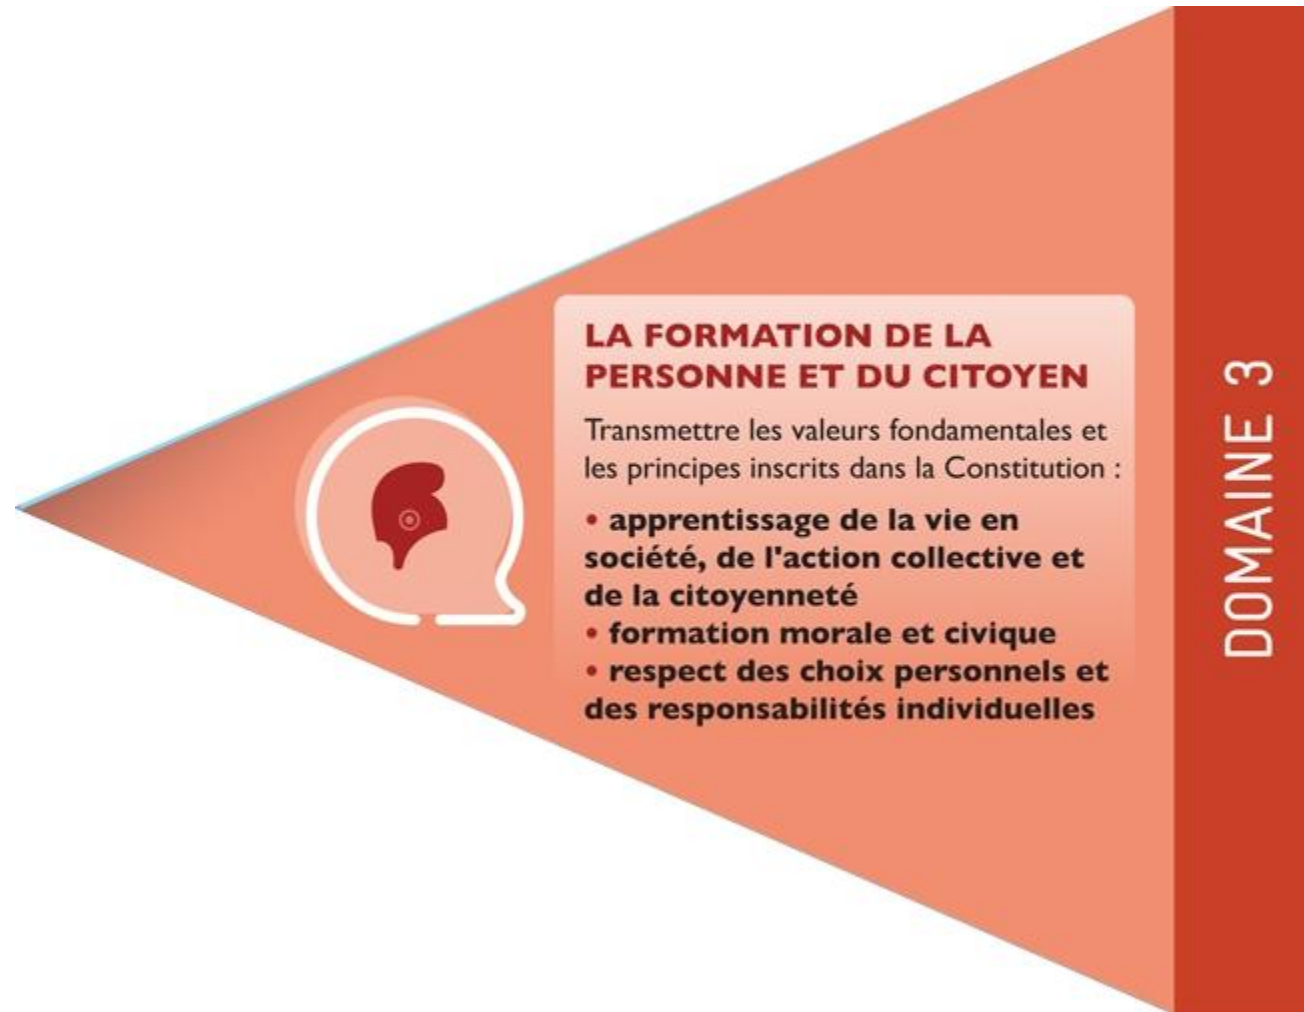 LA FORMATION DE LA
PERSONNE ET DU CITOYEN
Transmettre les valeurs fondamentales et
les principes inscrits dans la Constitution :
• apprentissage de la vie en
société, de l'action collective et
de la citoyenneté
• formation morale et civique
• respect des choix personnels et
des responsabilités individuelles
DOMAINE 3